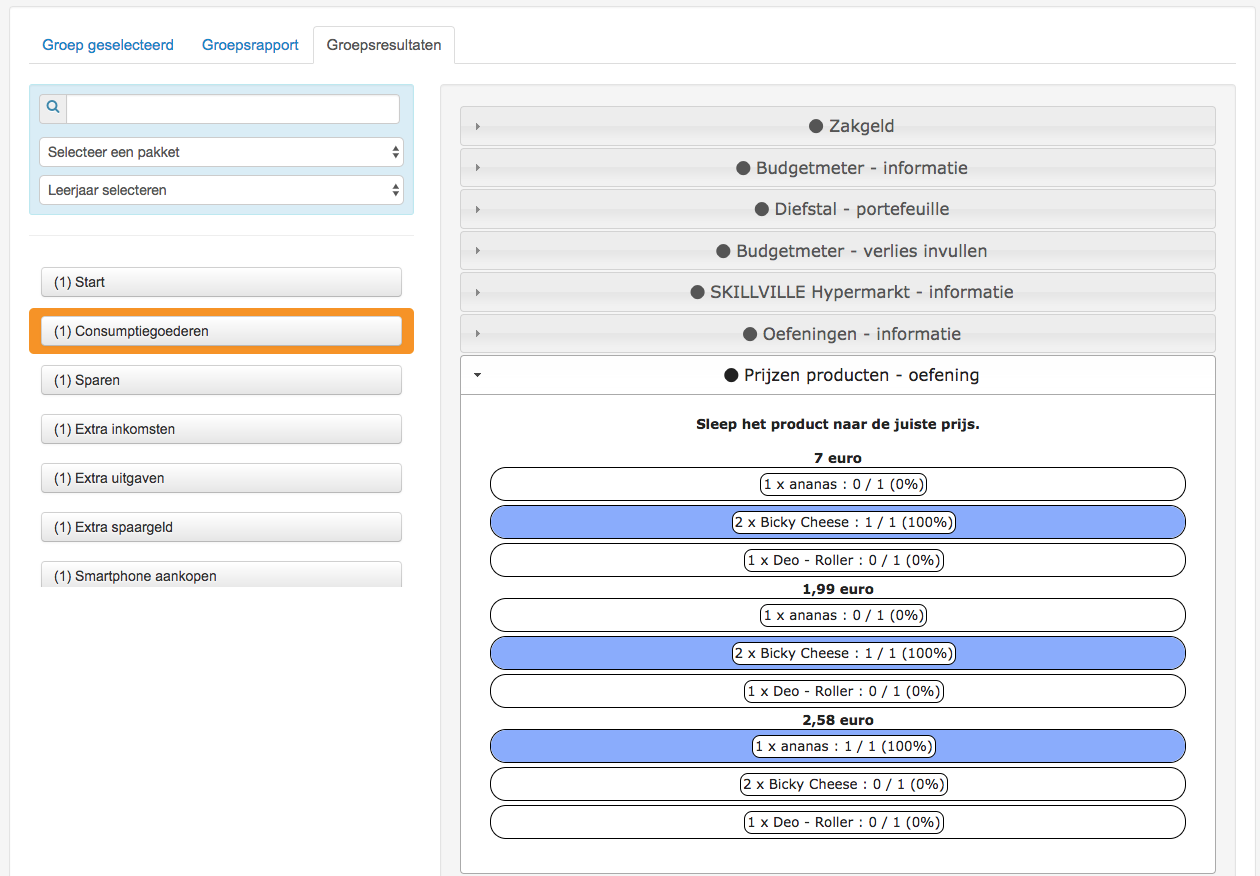 Groep geselecteerd Groepsrapport Groepsresultaten
Selecteer een pakket
Leerjaar selecteren
(1) Start
(1) Consumptiegoederen
(1) Sparen
(1) Extra inkomsten
(1) Extra uitgaven
(1) Extra spaargeld
(1) Smartphone aankopen
Zakgeld
Budgetmeter - informatie
Diefstal - portefeuille
Budgetmeter - verlies invullen
SKILLVILLE Hypermarkt - informatie
Oefeningen - informatie
Prijzen producten - oefening
Sleep het product naar de juiste prijs.
7 euro
1 x ananas : 0 / 1 (0%)
2 x Bicky Cheese : 1 / 1 (100%)
1 x Deo - Roller : 0 / 1 (0%)
1,99 euro
1 x ananas : 0 / 1 (0%)
2 x Bicky Cheese : 1 / 1 (100%)
1 x Deo - Roller : 0 / 1 (0%)
2,58 euro
1 x ananas : 1 / 1 (100%)
2 x Bicky Cheese : 0 / 1 (0%)
1 x Deo - Roller : 0 / 1 (0%)